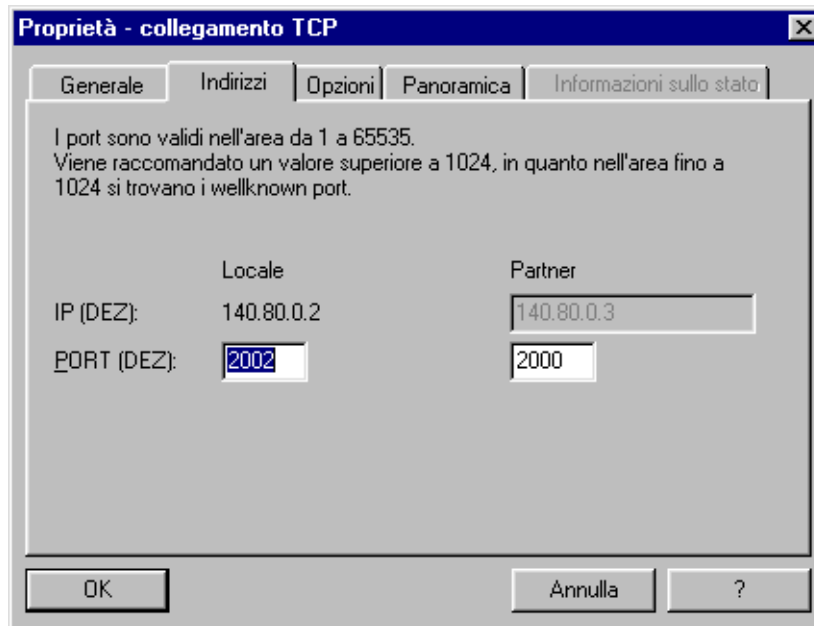 Proprietà - collegamento TCP
Generale Indirizzi Opzioni Panoramica Informazioni sullo stato
I port sono validi nell'area da 1 a 65535.
Viene raccomandato un valore superiore a 1024, in quanto nell'area fino a
1024 si trovano i wellknown port.
Locale Partner
IP (DEZ): 140.80.0.2 140.80.0.3
PORT (DEZ): 2002 2000
OK Annulla ?